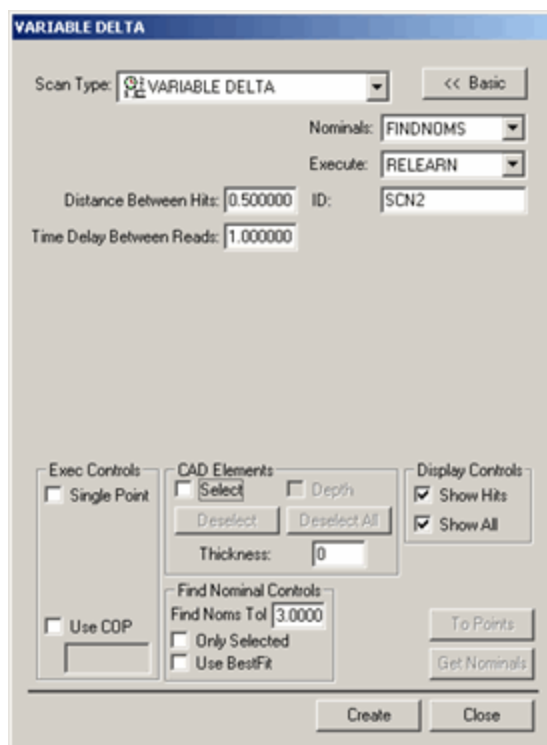 VARIABLE DELTA
Scan Type: VARIABLE DELTA << Basic
Nominals: FINDNOMS
Execute: RELEARN
Distance Between Hits: 0.500000 ID: SCN2
Time Delay Between Reads: 1.000000
Exec Controls CAD Elements Display Controls
Single Point Select Depth Show Hits
Deselect Deselect All Show All
Thickness: 0
Find Nominal Controls
Find Noms Tol 3.0000
Use COP Only Selected To Points
Use BestFit Get Nominals
Create Close